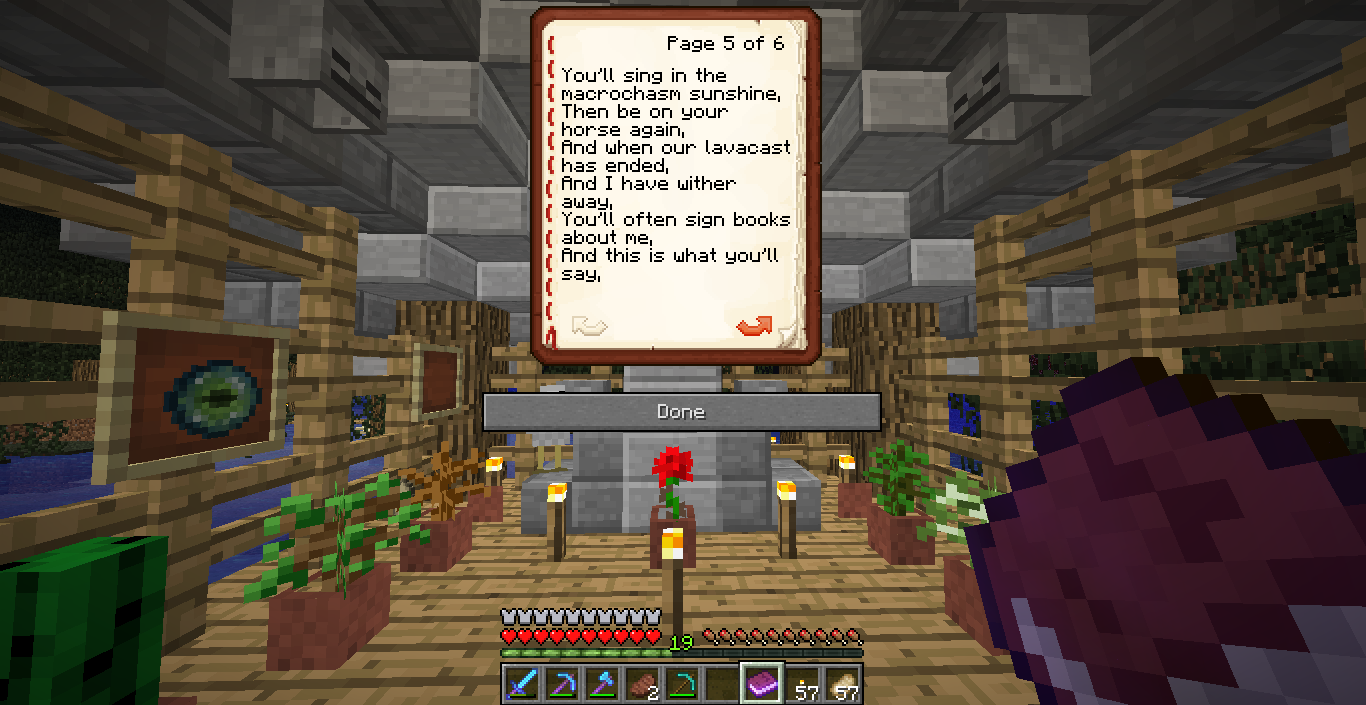 Page 5 of 6
You'll sing in the
macrochasm sunshine,
Then be on your
horse again,
And when our lavacast
has ended,
And I have wither
away,
You'll often sign books
about me,
And this is what you'll
say,
Done
19
2
57
57